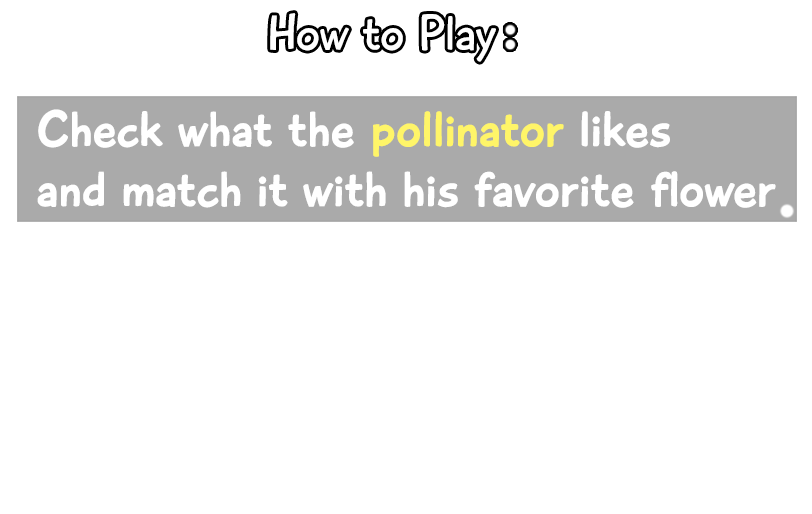 How to Play:
Check what the pollinator likes
and match it with his favorite flower.